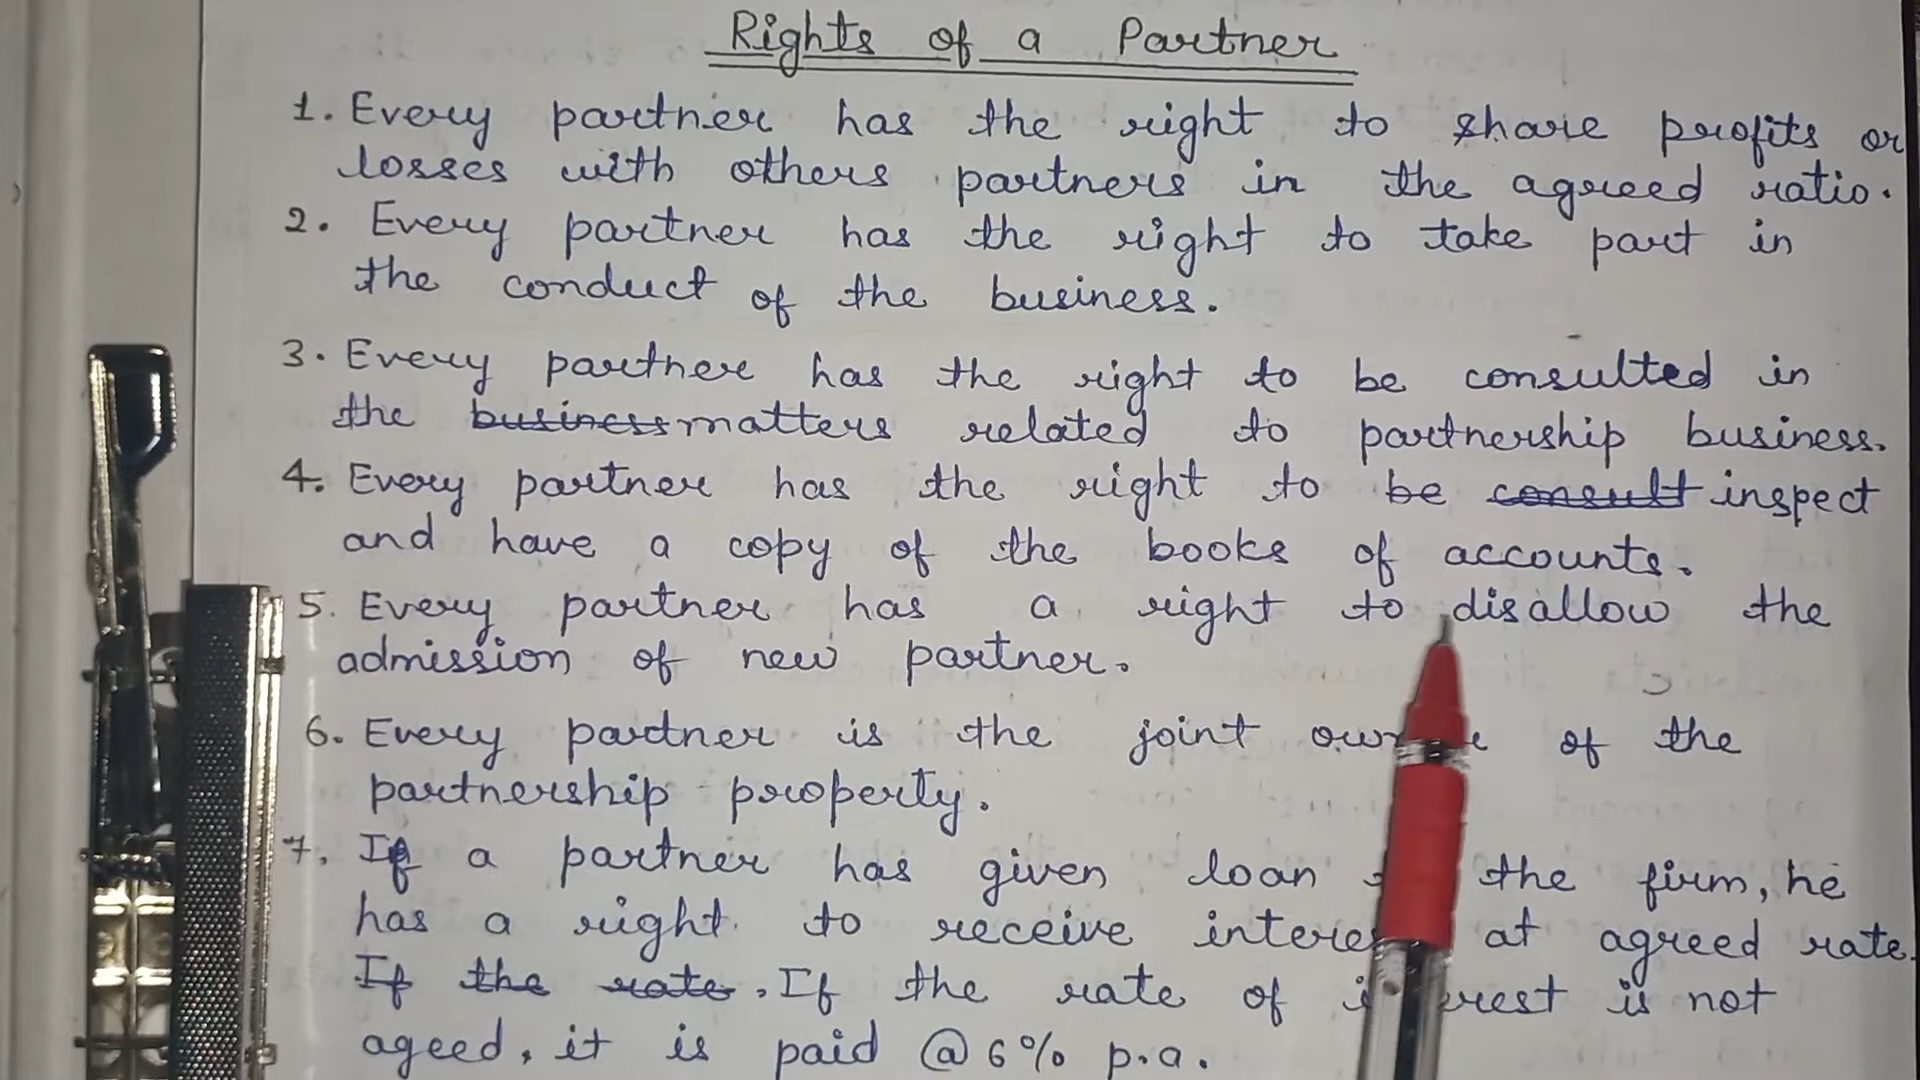 Rights of a Partner
1. Every partner has the right to share profits or
losses with others partners in the agreed ratio.
2. Every partner has the right to take part in
the conduct of the business.
3. Every partner has the right to be consulted in
the business matters related to partnership business.
4. Every partner has the right to be consult inspect
and have a copy of the books of accounts.
5. Every partner has a right to disallow the
admission of new partner.
6. Every partner is the joint of the
partnership property.
7. If a partner has given loan the firm, he
has a right to receive at agreed rate.
If the rate. If the rate of is not
ageed, it is paid @ 6% p.a.